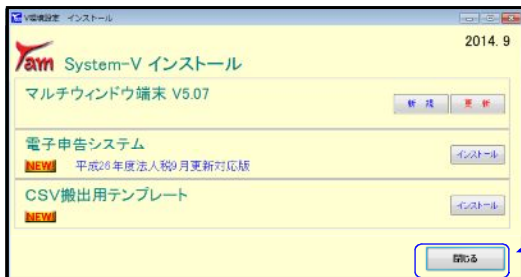 V環境設定 インストール
2014. 9
Tam System-V インストール
マルチウィンドウ端末 V5.07
新 規 更 新
電子申告システム
NEW! 平成26年度法人税9月更新対応版
インストール
CSV搬出用テンプレート
NEW!
インストール
閉じる